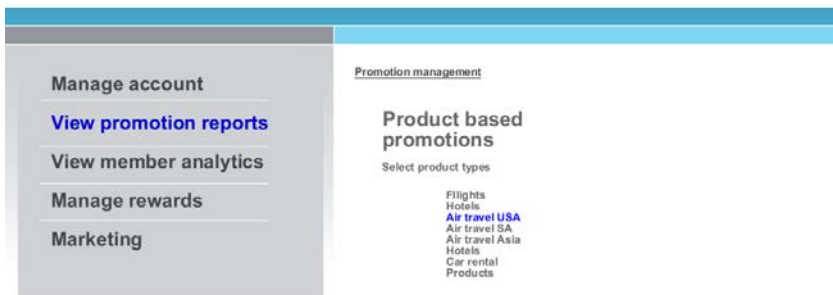 Manage account
View promotion reports
View member analytics
Manage rewards
Marketing
Promotion management
Product based
promotions
Select product types
Fllights
Hotels
Air travel USA
Air travel SA
Air travel Asia
Hotels
Car rental
Products